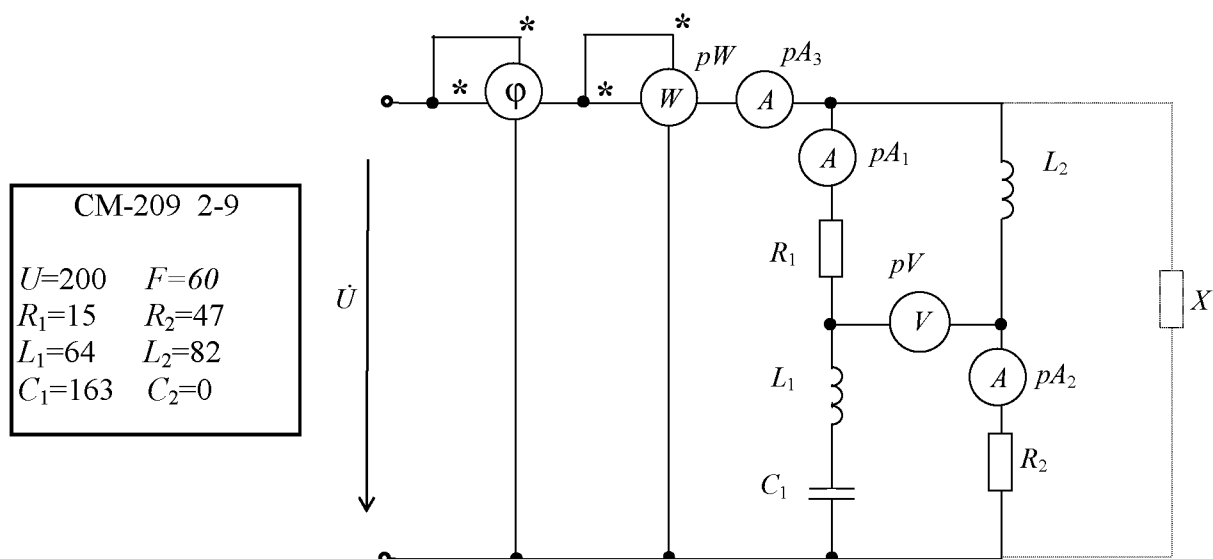 * *
* φ * W pW A pA₃
CM-209 2-9
U=200 F=60
R₁=15 R₂=47
L₁=64 L₂=82
C₁=163 C₂=0
U̇
A pA₁
L₂
R₁
pV
V
X
L₁
A pA₂
C₁
R₂